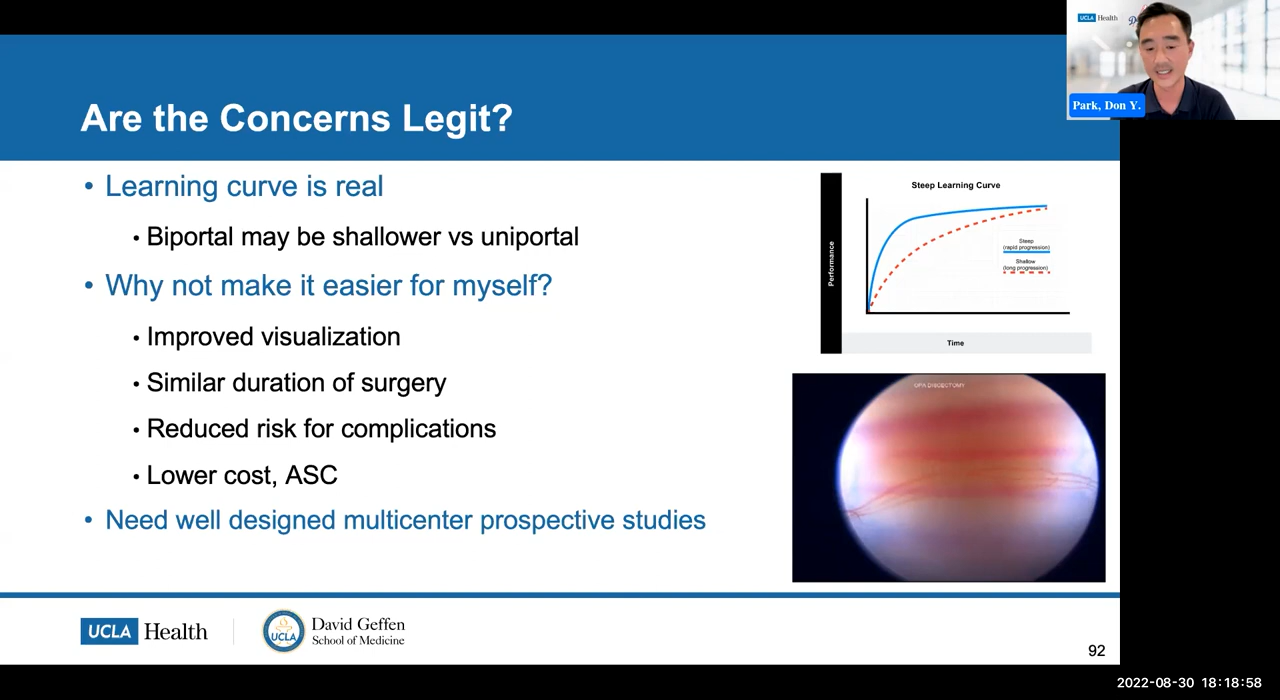 UCLA Health
Park, Don Y.
Are the Concerns Legit?
• Learning curve is real
• Biportal may be shallower vs uniportal
• Why not make it easier for myself?
• Improved visualization
• Similar duration of surgery
• Reduced risk for complications
• Lower cost, ASC
• Need well designed multicenter prospective studies
Steep Learning Curve
Performance
Steep
(rapid progression)
Shallow
(long progression)
Time
DISCECTOMY
UCLA Health
UCLA
David Geffen
School of Medicine
92
2022-08-30 18:18:58